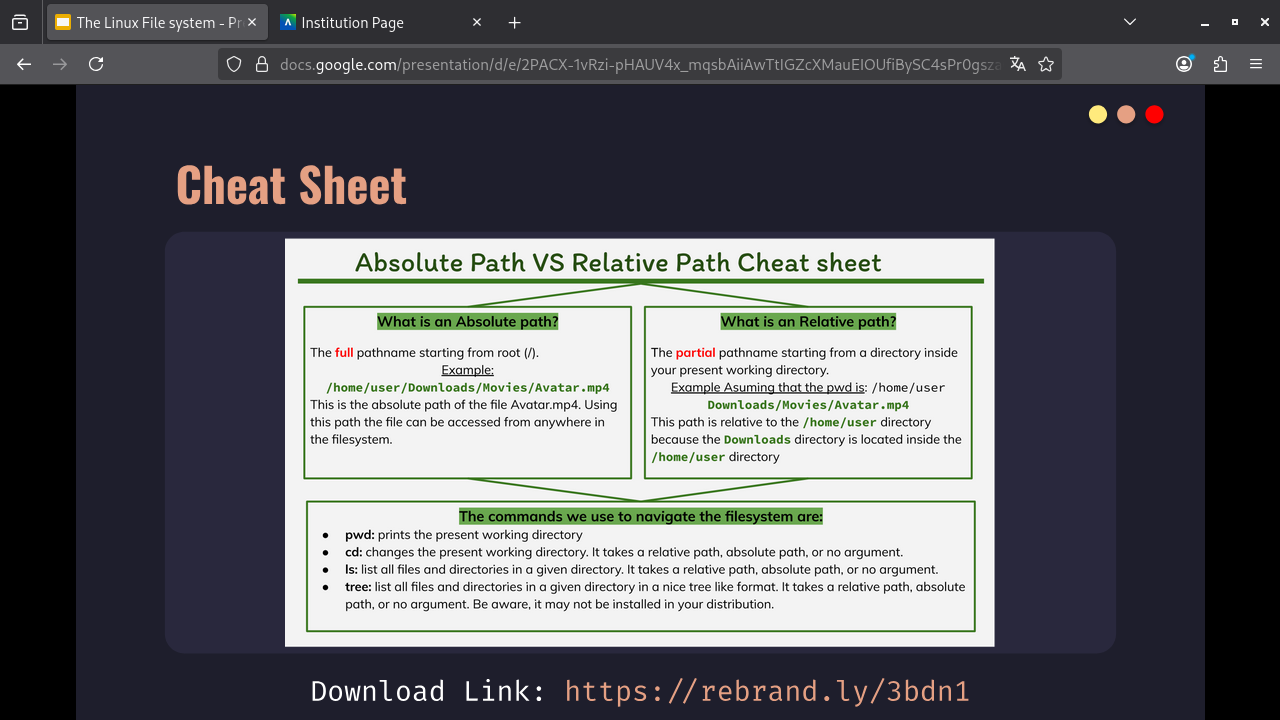 The Linux File system - Pr
Institution Page
docs.google.com/presentation/d/e/2PACX-1vRzi-pHAUV4x_mqsbAiiAwTtIGZcXMauEIOUfiBySC4sPr0gsza
Cheat Sheet
Absolute Path VS Relative Path Cheat sheet
What is an Absolute path?
The full pathname starting from root (/).
Example:
/home/user/Downloads/Movies/Avatar.mp4
This is the absolute path of the file Avatar.mp4. Using
this path the file can be accessed from anywhere in
the filesystem.
What is an Relative path?
The partial pathname starting from a directory inside
your present working directory.
Example Asuming that the pwd is: /home/user
Downloads/Movies/Avatar.mp4
This path is relative to the /home/user directory
because the Downloads directory is located inside the
/home/user directory
The commands we use to navigate the filesystem are:
● pwd: prints the present working directory
● cd: changes the present working directory. It takes a relative path, absolute path, or no argument.
● ls: list all files and directories in a given directory. It takes a relative path, absolute path, or no argument.
● tree: list all files and directories in a given directory in a nice tree like format. It takes a relative path, absolute
path, or no argument. Be aware, it may not be installed in your distribution.
Download Link: https://rebrand.ly/3bdn1